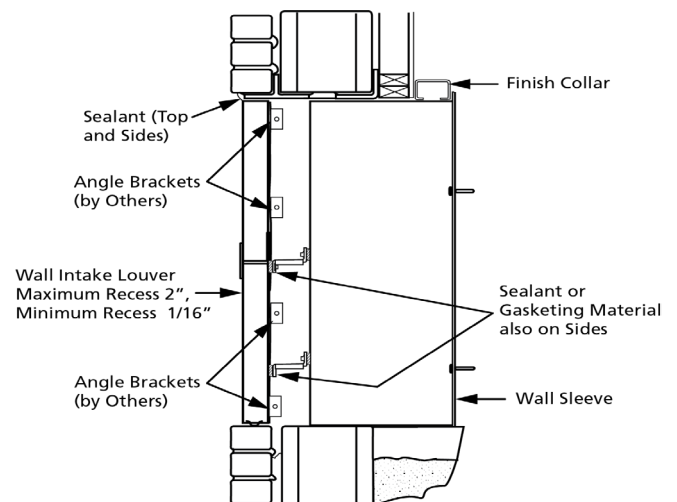 Finish Collar
Sealant (Top
and Sides)
Angle Brackets
(by Others)
Wall Intake Louver
Maximum Recess 2”,
Minimum Recess 1/16”
Sealant or
Gasketing Material
also on Sides
Angle Brackets
(by Others)
Wall Sleeve